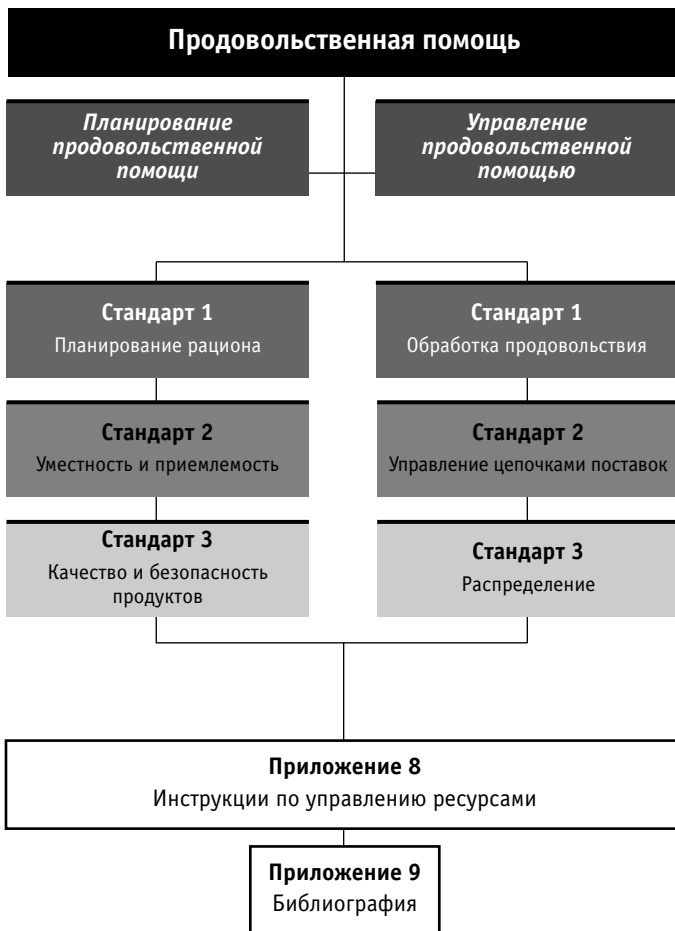 Продовольственная помощь
Планирование
продовольственной
помощи
Управление
продовольственной
помощью
Стандарт 1
Планирование рациона
Стандарт 1
Обработка продовольствия
Стандарт 2
Уместность и приемлемость
Стандарт 2
Управление цепочками поставок
Стандарт 3
Качество и безопасность
продуктов
Стандарт 3
Распределение
Приложение 8
Инструкции по управлению ресурсами
Приложение 9
Библиография